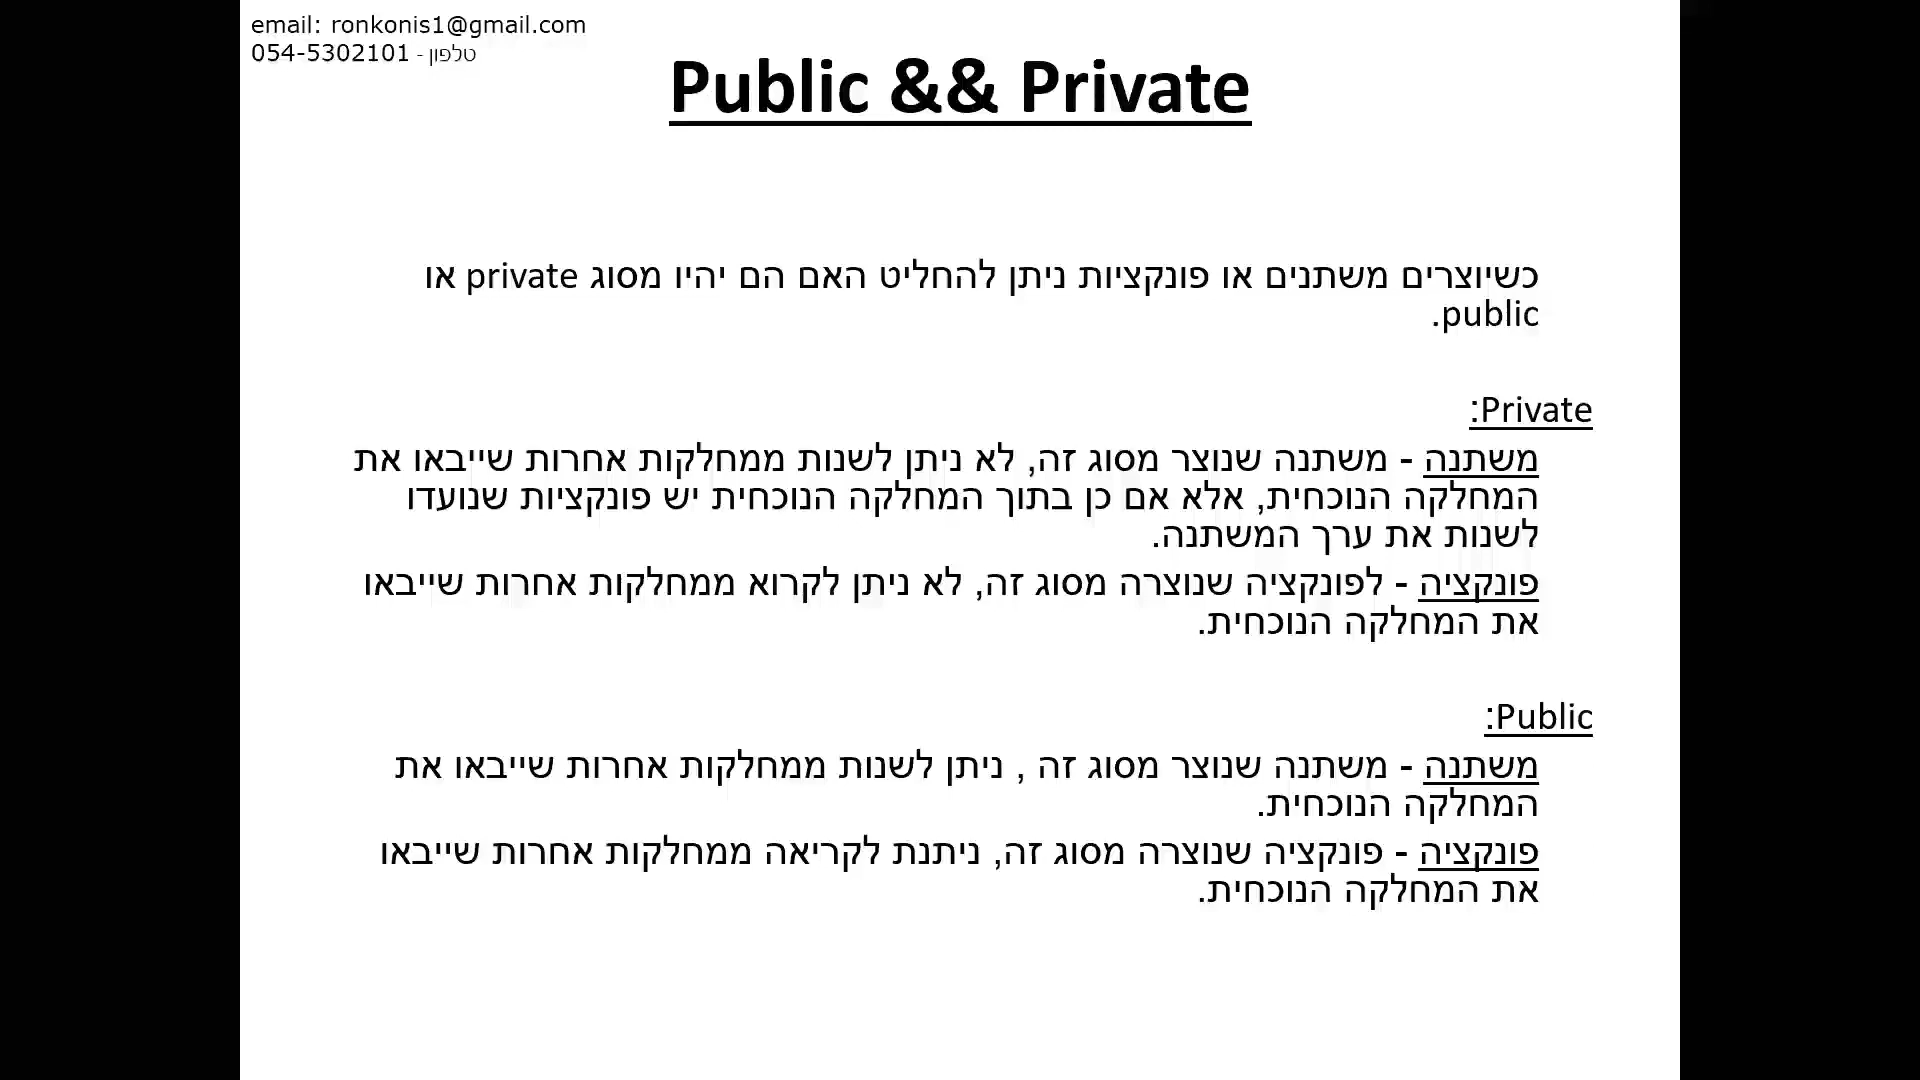 email: ronkonis1@gmail.com
טלפון - 054-5302101
Public && Private
כשיוצרים משתנים או פונקציות ניתן להחליט האם הם יהיו מסוג private או
public.
Private:
משתנה - משתנה שנוצר מסוג זה, לא ניתן לשנות ממחלקות אחרות שייבאו את
המחלקה הנוכחית, אלא אם כן בתוך המחלקה הנוכחית יש פונקציות שנועדו
לשנות את ערך המשתנה.
פונקציה - לפונקציה שנוצרה מסוג זה, לא ניתן לקרוא ממחלקות אחרות שייבאו
את המחלקה הנוכחית.
Public:
משתנה - משתנה שנוצר מסוג זה , ניתן לשנות ממחלקות אחרות שייבאו את
המחלקה הנוכחית.
פונקציה - פונקציה שנוצרה מסוג זה, ניתנת לקריאה ממחלקות אחרות שייבאו
את המחלקה הנוכחית.